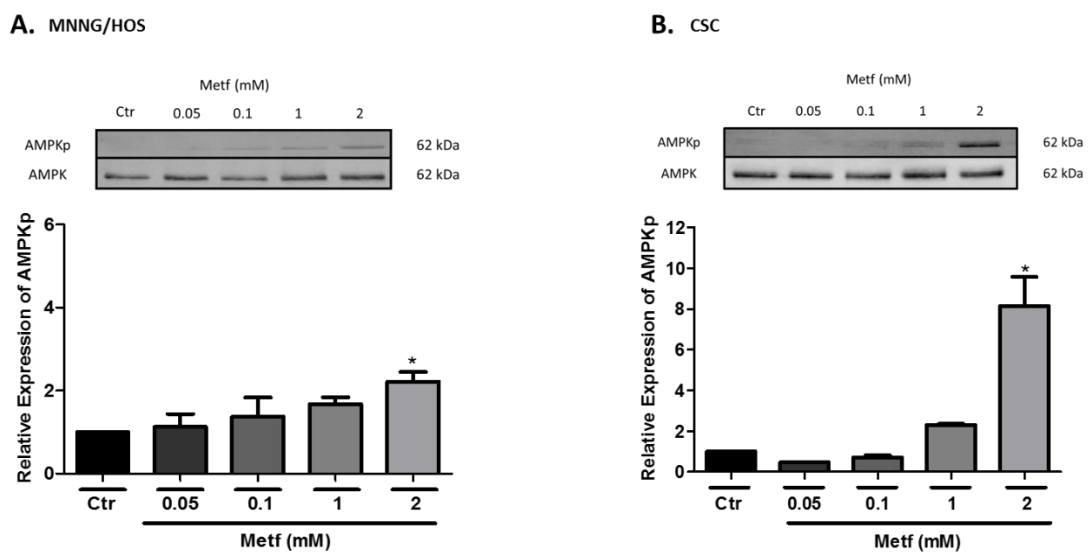 A. MNNG/HOS
Metf (mM)
Ctr 0.05 0.1 1 2
AMPKp 62 kDa
AMPK 62 kDa
Relative Expression of AMPKp
6
4
2
0
*
Ctr 0.05 0.1 1 2
Metf (mM)
B. CSC
Metf (mM)
Ctr 0.05 0.1 1 2
AMPKp 62 kDa
AMPK 62 kDa
Relative Expression of AMPKp
12
10
8
6
4
2
0
*
Ctr 0.05 0.1 1 2
Metf (mM)